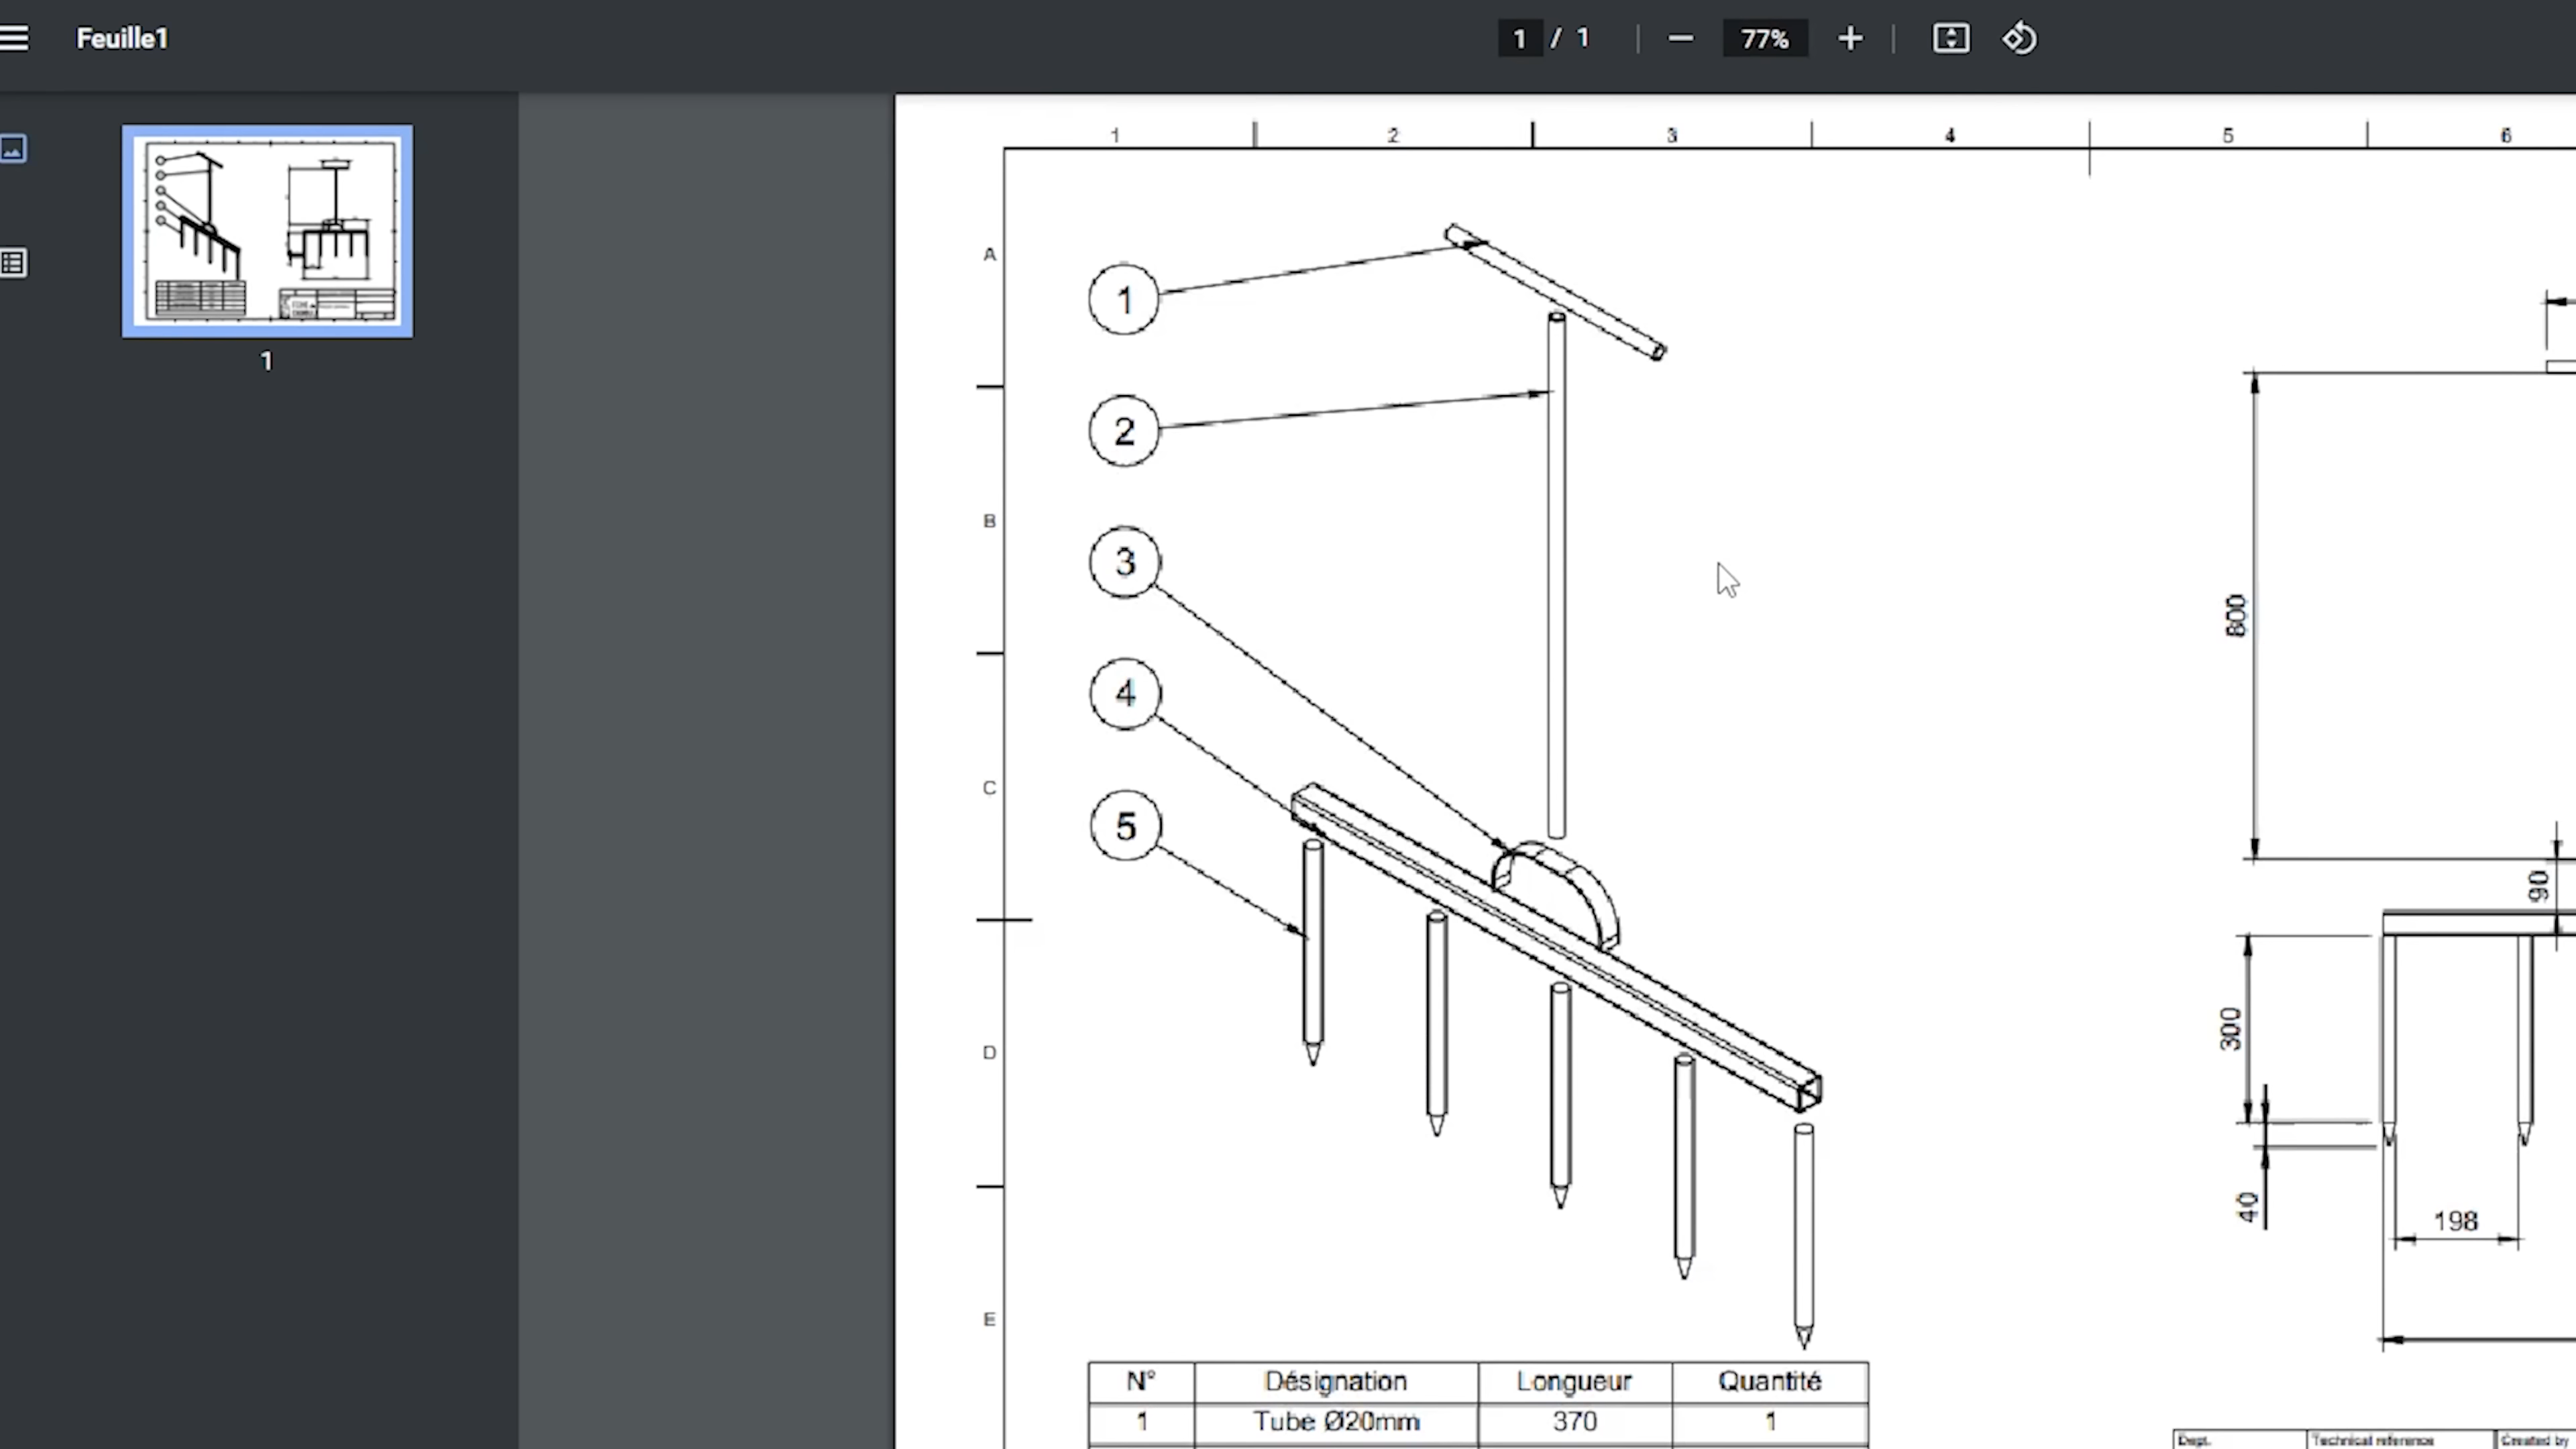 Feuille1
1 / 1
77%
1
1 2 3 4 5 6
A
B
C
D
E
1
2
3
4
5
800
90
300
40
198
N° Désignation Longueur Quantité
1 Tube Ø20mm 370 1
Dept. Technical reference Created by